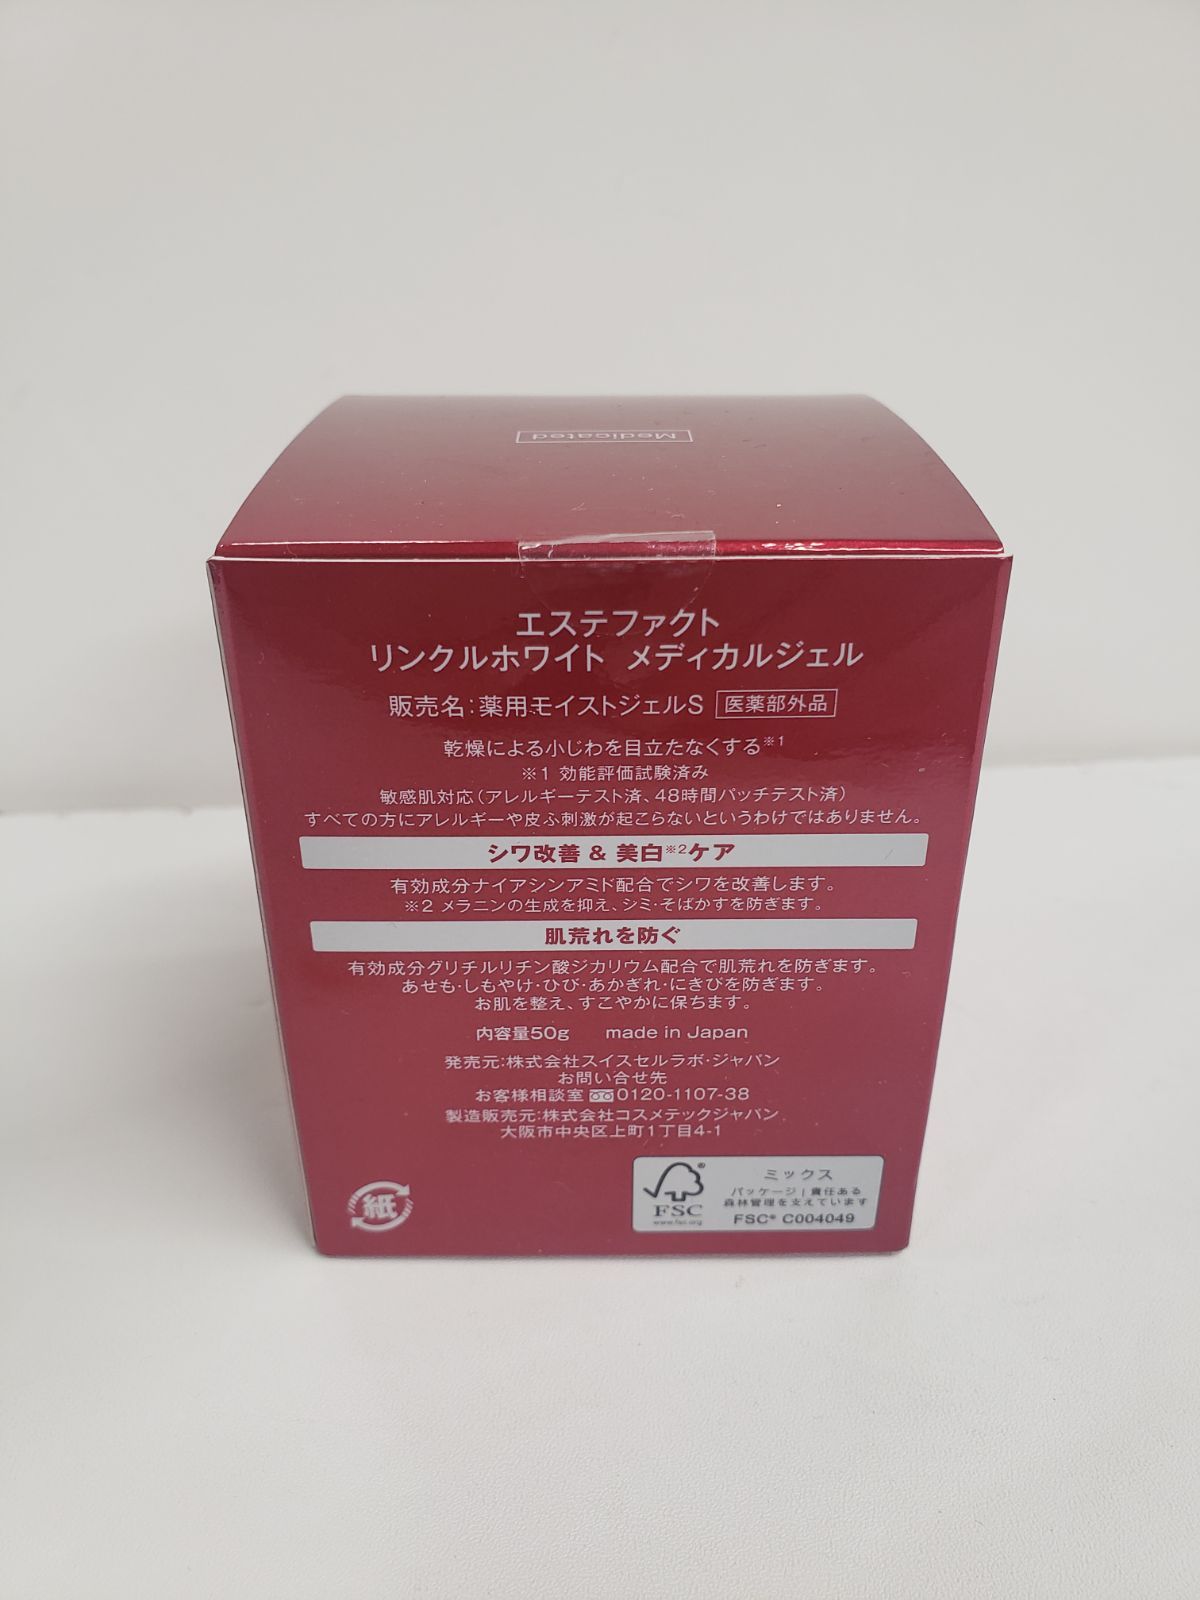 Medicated
エステファクト
リンクルホワイト メディカルジェル
販売名:薬用モイストジェルS 医薬部外品
乾燥による小じわを目立たなくする※1
※1 効能評価試験済み
敏感肌対応(アレルギーテスト済、48時間パッチテスト済)
すべての方にアレルギーや皮ふ刺激が起こらないというわけではありません。
シワ改善 & 美白※2ケア
有効成分ナイアシンアミド配合でシワを改善します。
※2 メラニンの生成を抑え、シミ・そばかすを防ぎます。
肌荒れを防ぐ
有効成分グリチルリチン酸ジカリウム配合で肌荒れを防ぎます。
あせも・しもやけ・ひび・あかぎれ・にきびを防ぎます。
お肌を整え、すこやかに保ちます。
内容量50g made in Japan
発売元:株式会社スイスセルラボ・ジャパン
お問い合せ先
お客様相談室 0120-1107-38
製造販売元:株式会社コスメテックジャパン
大阪市中央区上町1丁目4-1
紙
FSC®
www.fsc.org
ミックス
パッケージ|責任ある
森林管理を支えています
FSC® C004049